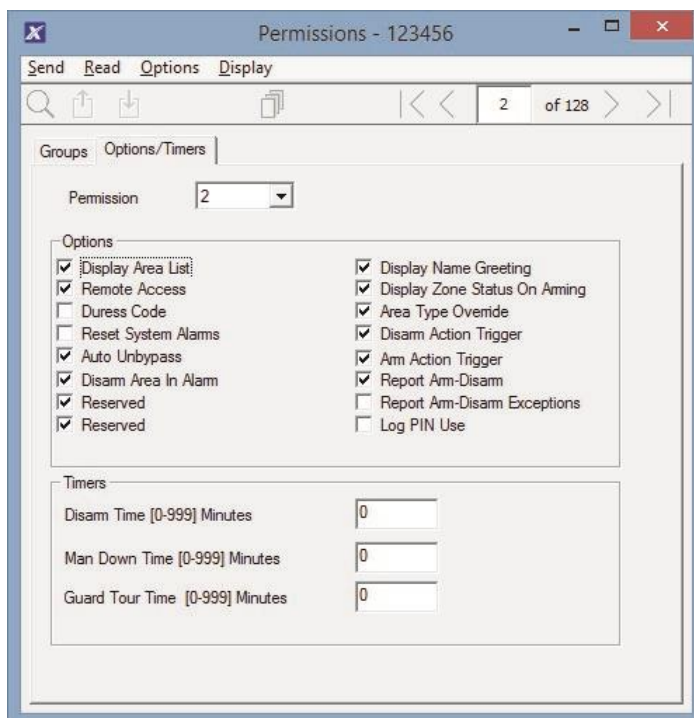 X
Permissions - 123456
Send Read Options Display
2 of 128
Groups Options/Timers
Permission 2
Options
Display Area List
Remote Access
Duress Code
Reset System Alarms
Auto Unbypass
Disarm Area In Alarm
Reserved
Reserved
Display Name Greeting
Display Zone Status On Arming
Area Type Override
Disarm Action Trigger
Arm Action Trigger
Report Arm-Disarm
Report Arm-Disarm Exceptions
Log PIN Use
Timers
Disarm Time [0-999] Minutes 0
Man Down Time [0-999] Minutes 0
Guard Tour Time [0-999] Minutes 0